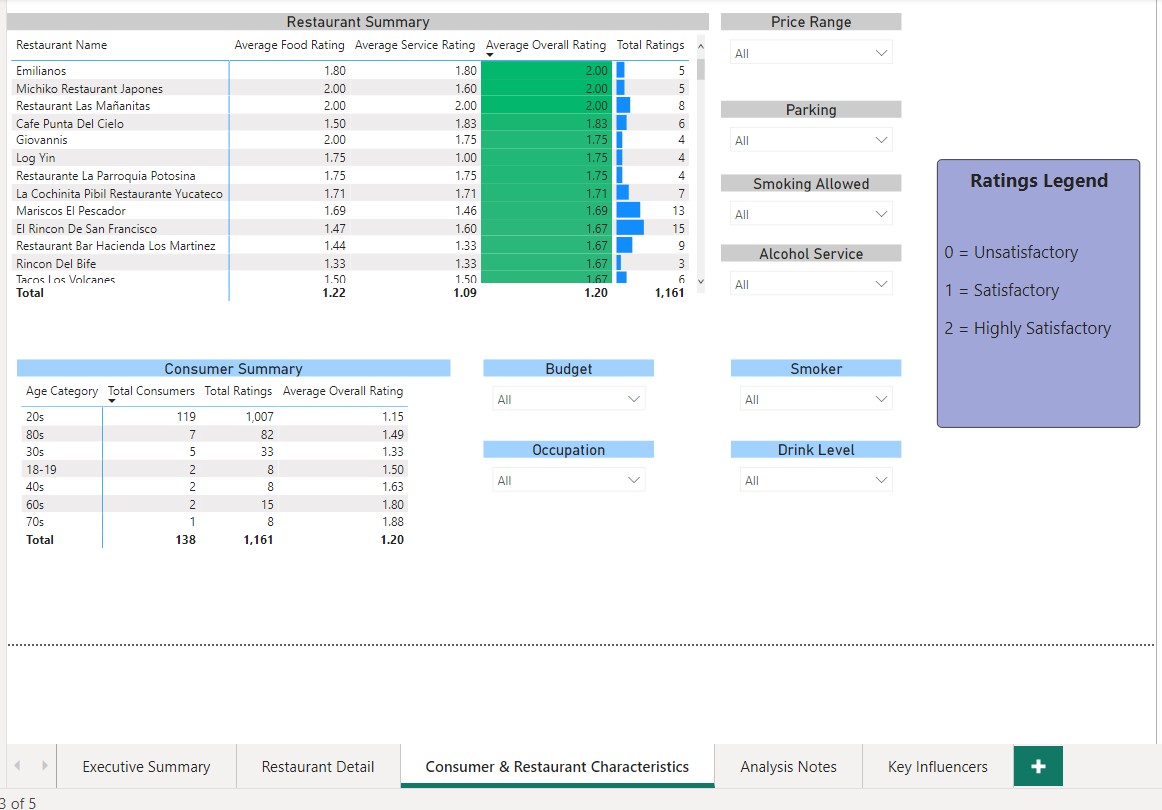 Restaurant Summary
Restaurant Name Average Food Rating Average Service Rating Average Overall Rating Total Ratings
Emilianos 1.80 1.80 2.00 5
Michiko Restaurant Japones 2.00 1.60 2.00 5
Restaurant Las Mañanitas 2.00 2.00 2.00 8
Cafe Punta Del Cielo 1.50 1.83 1.83 6
Giovannis 2.00 1.75 1.75 4
Log Yin 1.75 1.00 1.75 4
Restaurante La Parroquia Potosina 1.75 1.75 1.75 4
La Cochinita Pibil Restaurante Yucateco 1.71 1.71 1.71 7
Mariscos El Pescador 1.69 1.46 1.69 13
El Rincon De San Francisco 1.47 1.60 1.67 15
Restaurant Bar Hacienda Los Martinez 1.44 1.33 1.67 9
Rincon Del Bife 1.33 1.33 1.67 3
Tacos Los Volcanes 1.50 1.50 1.67 6
Total 1.22 1.09 1.20 1,161
Price Range
All
Parking
All
Smoking Allowed
All
Alcohol Service
All
Ratings Legend
0 = Unsatisfactory
1 = Satisfactory
2 = Highly Satisfactory
Consumer Summary
Age Category Total Consumers Total Ratings Average Overall Rating
20s 119 1,007 1.15
80s 7 82 1.49
30s 5 33 1.33
18-19 2 8 1.50
40s 2 8 1.63
60s 2 15 1.80
70s 1 8 1.88
Total 138 1,161 1.20
Budget
All
Smoker
All
Occupation
All
Drink Level
All
Executive Summary Restaurant Detail Consumer & Restaurant Characteristics Analysis Notes Key Influencers +
3 of 5